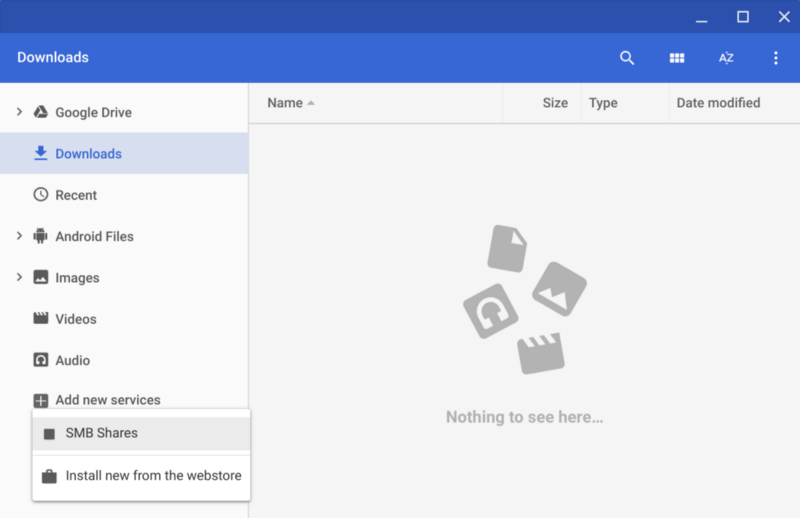 Downloads
AZ
Name
Size
Type
Date modified
Google Drive
Downloads
Recent
Android Files
Images
Videos
Audio
Add new services
SMB Shares
Install new from the webstore
Nothing to see here...